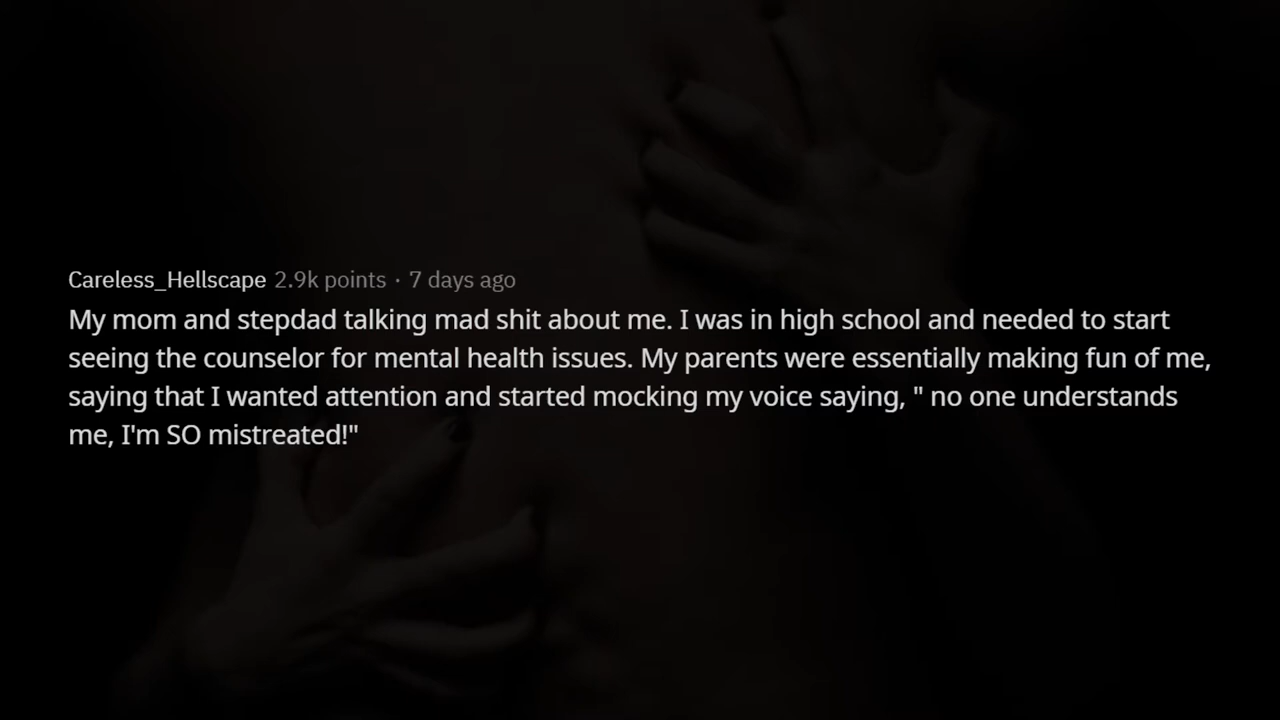 Careless_Hellscape 2.9k points · 7 days ago
My mom and stepdad talking mad shit about me. I was in high school and needed to start
seeing the counselor for mental health issues. My parents were essentially making fun of me,
saying that I wanted attention and started mocking my voice saying, " no one understands
me, I'm SO mistreated!"